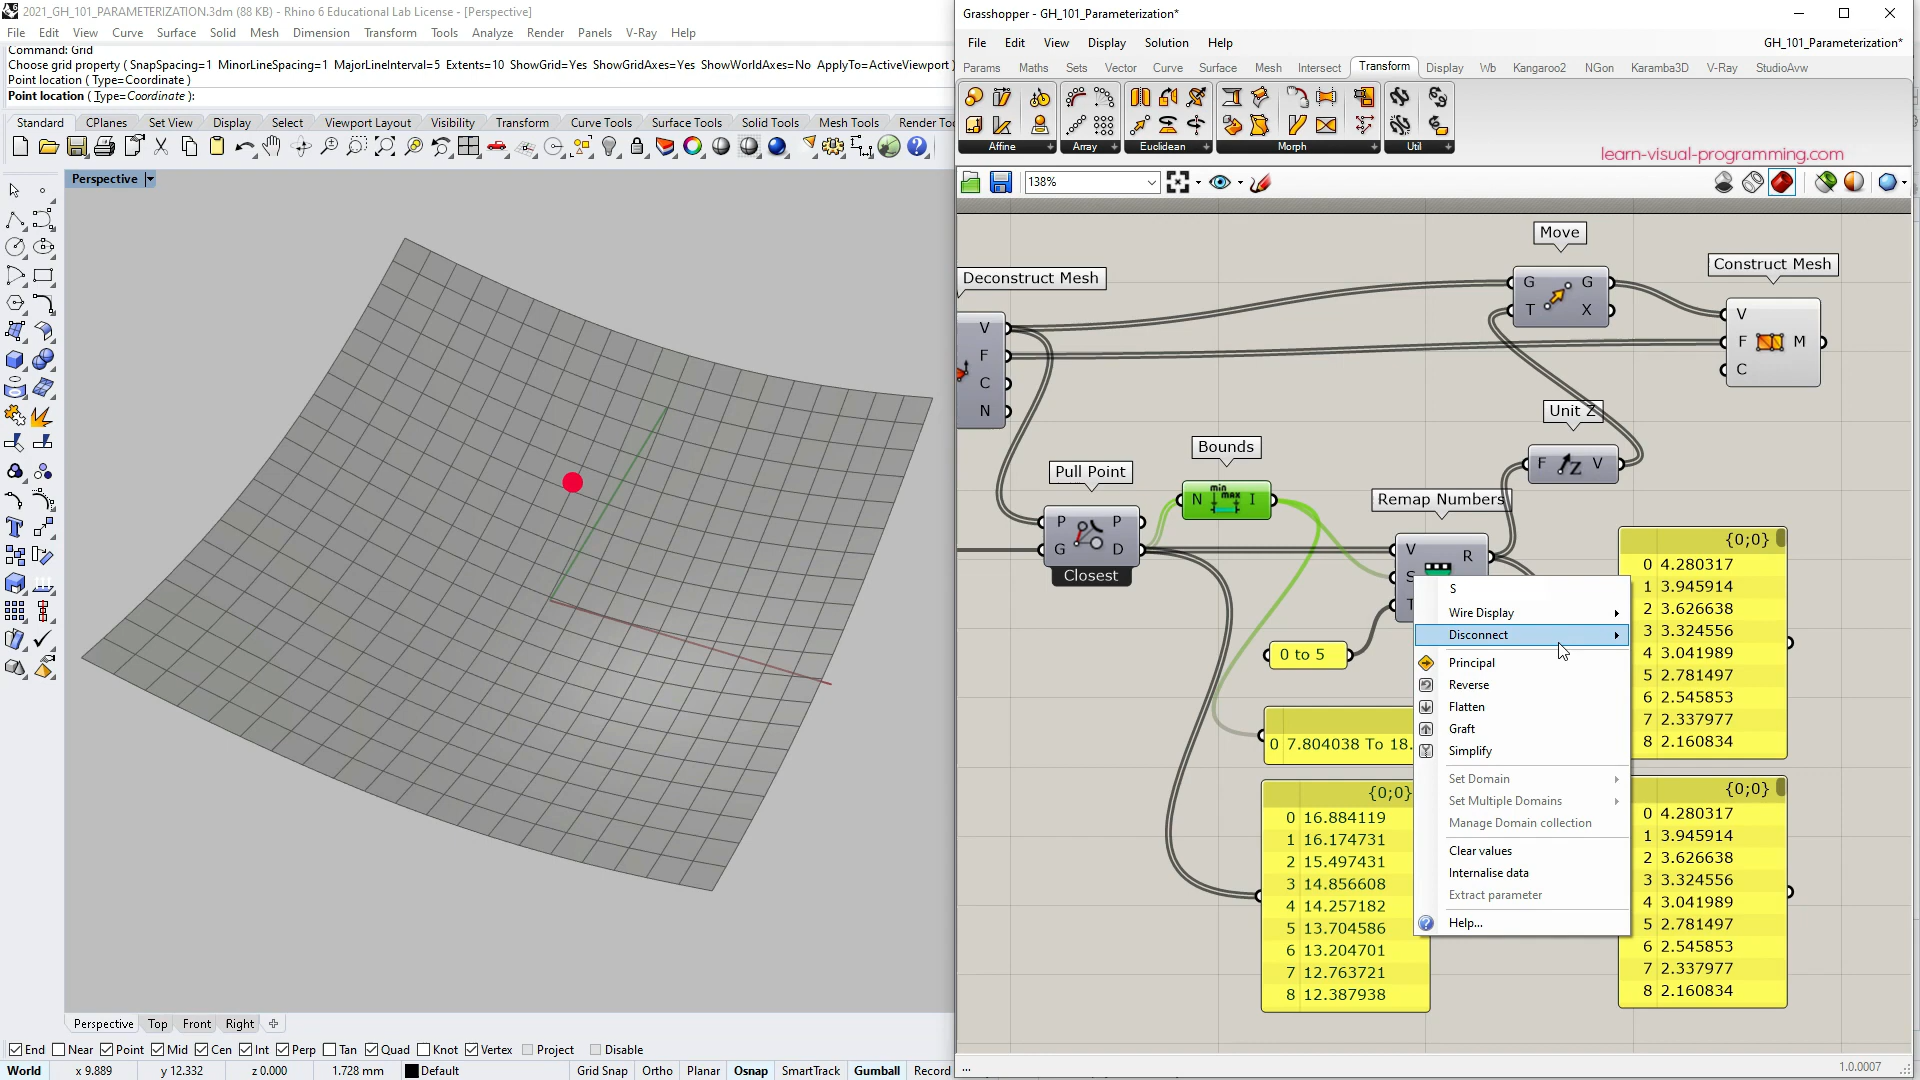 2021_GH_101_PARAMETERIZATION.3dm (88 KB) - Rhino 6 Educational Lab License - [Perspective]
File Edit View Curve Surface Solid Mesh Dimension Transform Tools Analyze Render Panels V-Ray Help
Command: Grid
Choose grid property ( SnapSpacing=1 MinorLineSpacing=1 MajorLineInterval=5 Extents=10 ShowGrid=Yes ShowGridAxes=Yes ShowWorldAxes=No ApplyTo=ActiveViewport )
Point location ( Type=Coordinate )
Point location ( Type=Coordinate ):
Standard CPlanes Set View Display Select Viewport Layout Visibility Transform Curve Tools Surface Tools Solid Tools Mesh Tools Render To
Perspective
Perspective Top Front Right
End Near Point Mid Cen Int Perp Tan Quad Knot Vertex Project Disable
World x 9.889 y 12.332 z 0.000 1.728 mm Default Grid Snap Ortho Planar Osnap SmartTrack Gumball Record
Grasshopper - GH_101_Parameterization*
File Edit View Display Solution Help GH_101_Parameterization*
Params Maths Sets Vector Curve Surface Mesh Intersect Transform Display Wb Kangaroo2 NGon Karamba3D V-Ray StudioAvw
Affine Array Euclidean Morph Util
learn-visual-programming.com
138%
Move
G G
T X
Construct Mesh
V
F M
C
Deconstruct Mesh
V
F
C
N
Unit Z
F Z V
Bounds
min
max
N I
Pull Point
P P
G D
Closest
Remap Numbers
V
R
S
T
0 to 5
0 7.804038 To 18.
{0;0}
0 16.884119
1 16.174731
2 15.497431
3 14.856608
4 14.257182
5 13.704586
6 13.204701
7 12.763721
8 12.387938
S
Wire Display
Disconnect
Principal
Reverse
Flatten
Graft
Simplify
Set Domain
Set Multiple Domains
Manage Domain collection
Clear values
Internalise data
Extract parameter
Help...
{0;0}
0 4.280317
1 3.945914
2 3.626638
3 3.324556
4 3.041989
5 2.781497
6 2.545853
7 2.337977
8 2.160834
{0;0}
0 4.280317
1 3.945914
2 3.626638
3 3.324556
4 3.041989
5 2.781497
6 2.545853
7 2.337977
8 2.160834
... 1.0.0007